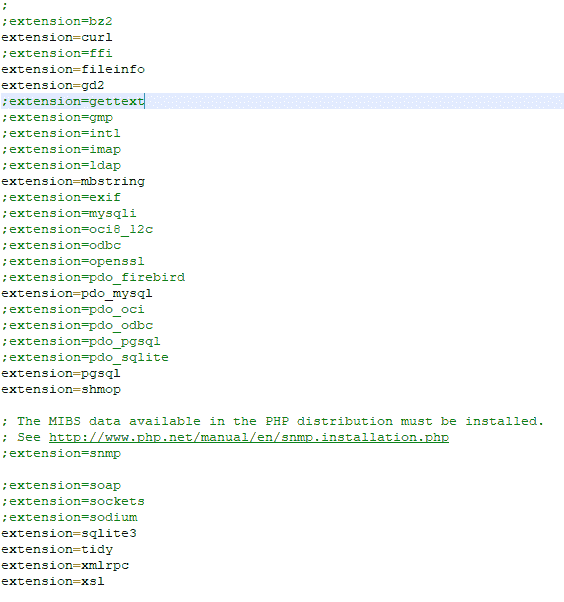 ;
;extension=bz2
extension=curl
;extension=ffi
extension=fileinfo
extension=gd2
;extension=gettext
;extension=gmp
;extension=intl
;extension=imap
;extension=ldap
extension=mbstring
;extension=exif
;extension=mysqli
;extension=oci8_12c
;extension=odbc
;extension=openssl
;extension=pdo_firebird
extension=pdo_mysql
;extension=pdo_oci
;extension=pdo_odbc
;extension=pdo_pgsql
;extension=pdo_sqlite
extension=pgsql
extension=shmop
; The MIBS data available in the PHP distribution must be installed.
; See http://www.php.net/manual/en/snmp.installation.php
;extension=snmp
;extension=soap
;extension=sockets
;extension=sodium
extension=sqlite3
extension=tidy
extension=xmlrpc
extension=xsl